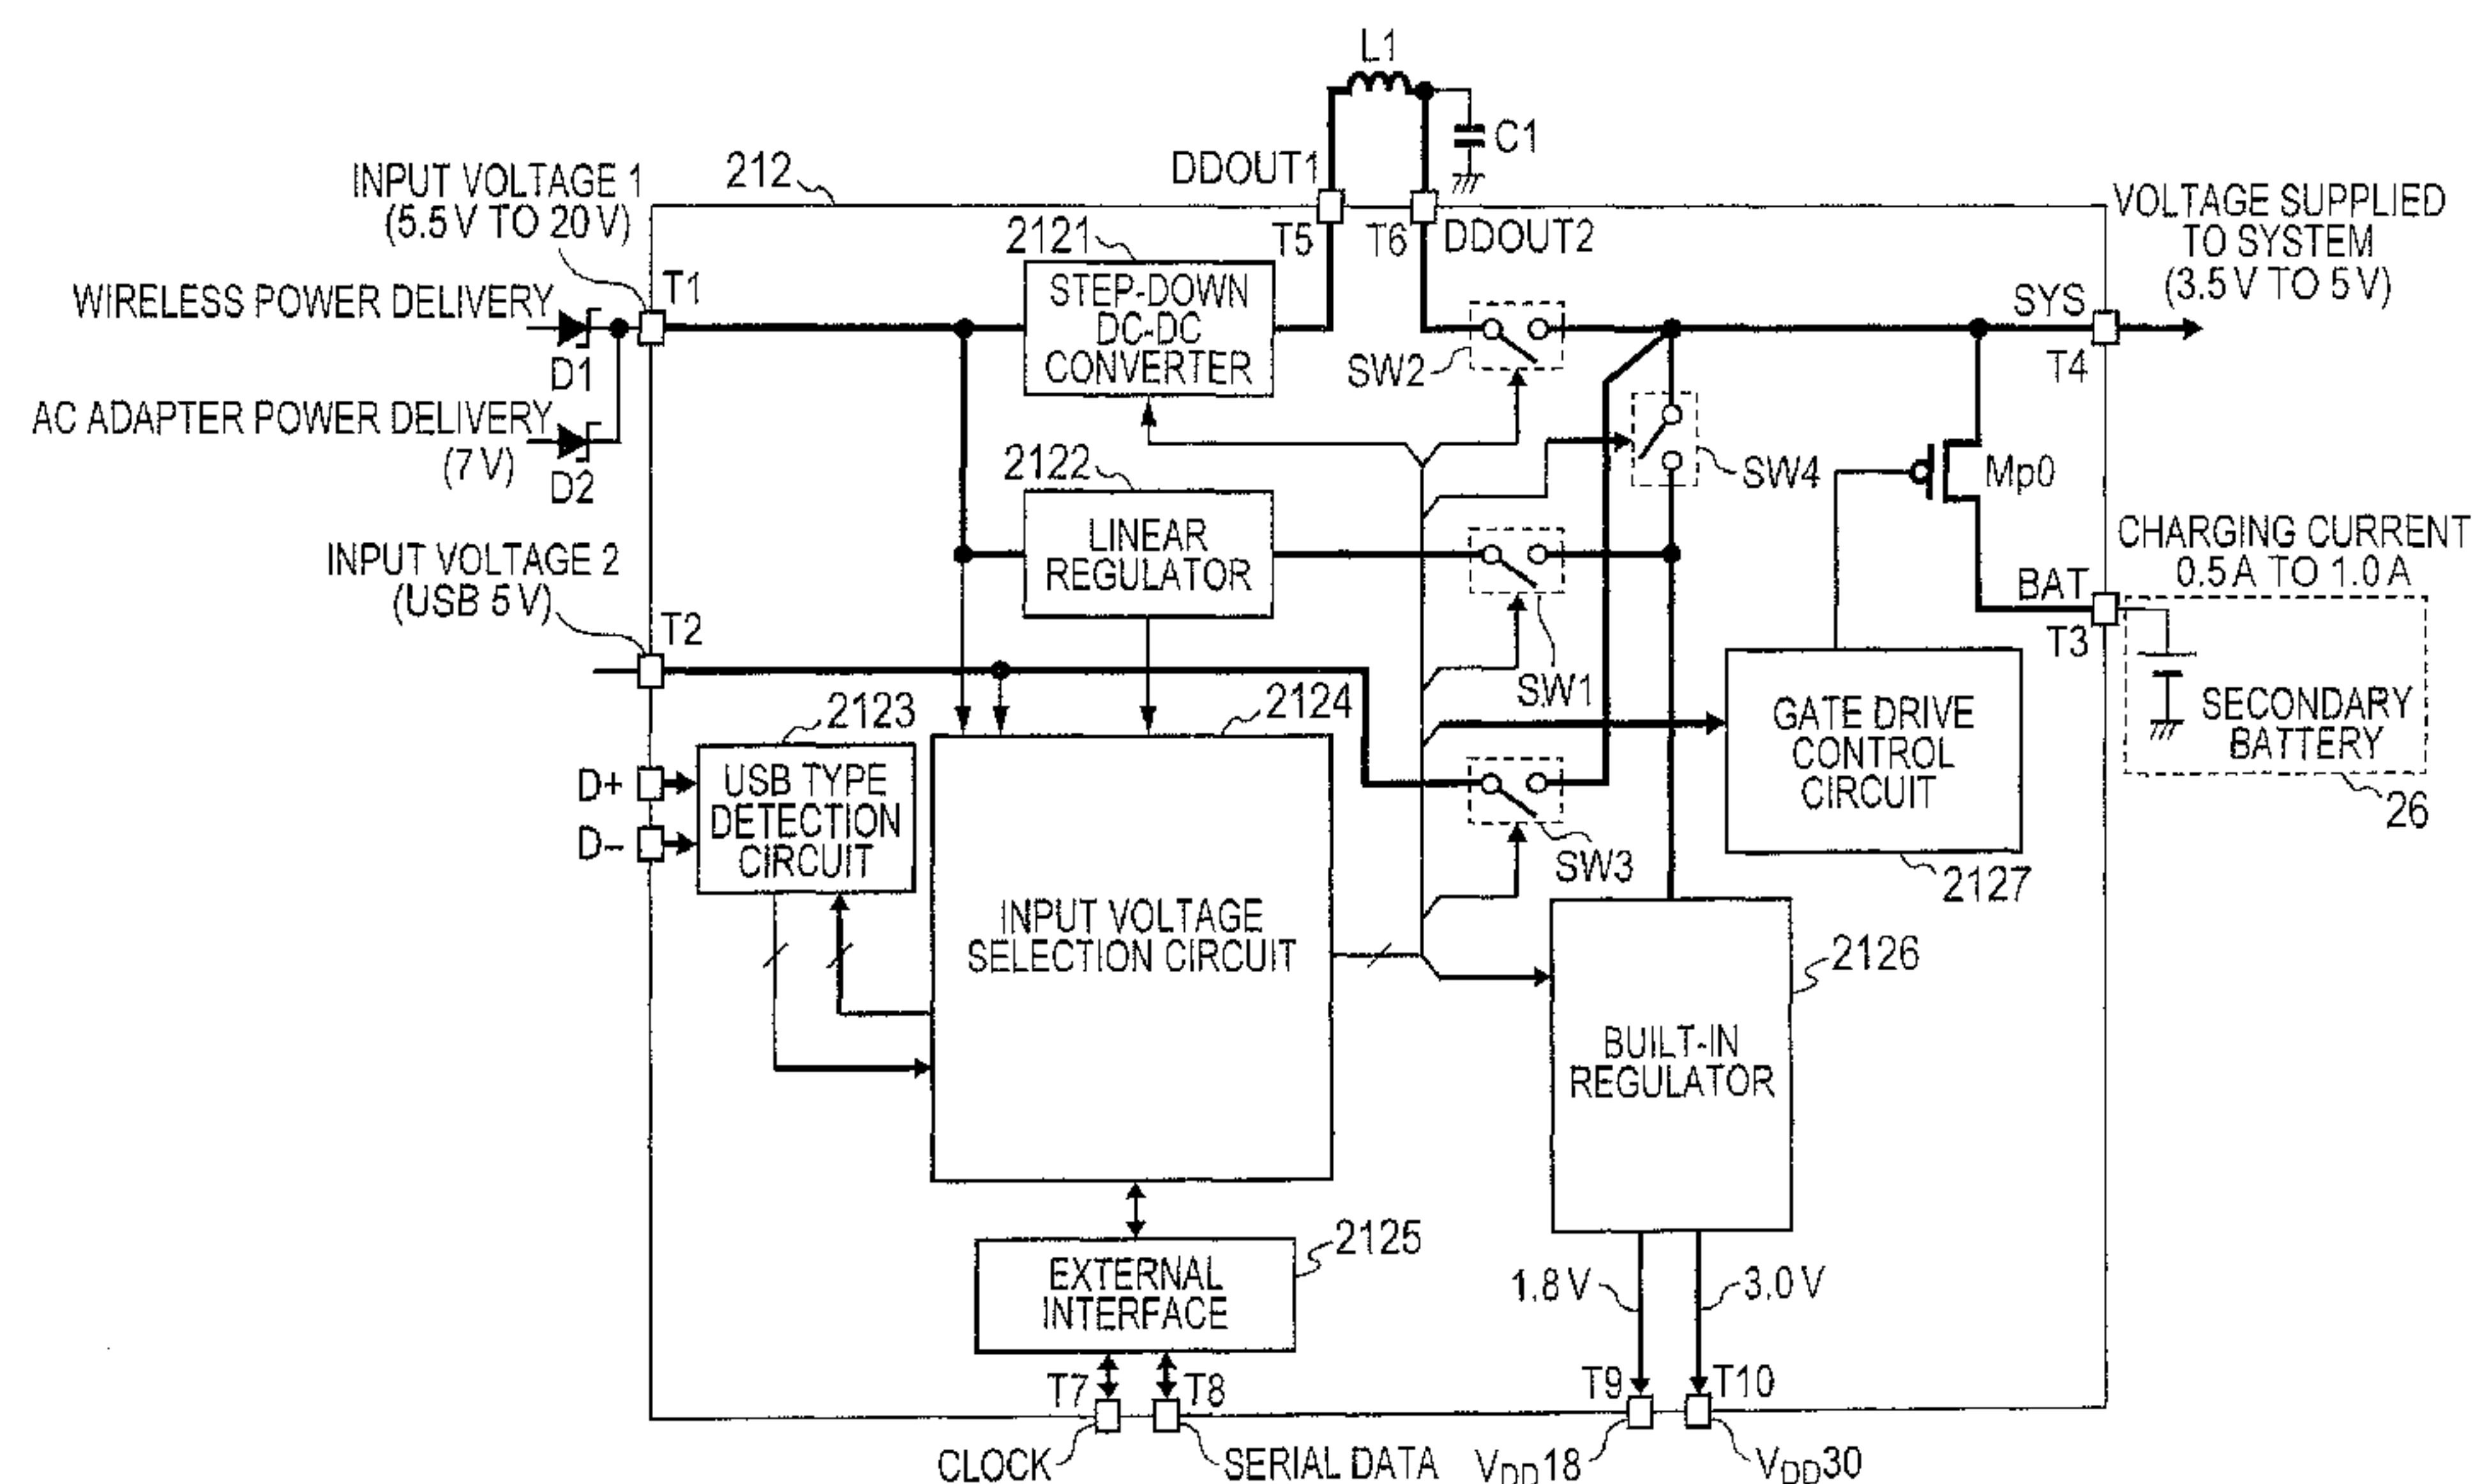 L1
C1
DDOUT1
212
INPUT VOLTAGE 1
(5.5 V TO 20 V)
T5
T6
DDOUT2
VOLTAGE SUPPLIED
TO SYSTEM
(3.5 V TO 5 V)
2121
STEP-DOWN
DC-DC
CONVERTER
WIRELESS POWER DELIVERY
T1
D1
SW2
SYS
T4
AC ADAPTER POWER DELIVERY
(7 V)
D2
2122
LINEAR
REGULATOR
SW4
Mp0
CHARGING CURRENT
0.5 A TO 1.0 A
INPUT VOLTAGE 2
(USB 5 V)
T2
BAT
T3
SW1
SECONDARY
BATTERY
26
2123
2124
GATE DRIVE
CONTROL
CIRCUIT
2127
D+
D-
USB TYPE
DETECTION
CIRCUIT
SW3
INPUT VOLTAGE
SELECTION CIRCUIT
2126
BUILT-IN
REGULATOR
2125
EXTERNAL
INTERFACE
1.8 V
3.0 V
T7
T8
T9
T10
CLOCK
SERIAL DATA
VDD18
VDD30